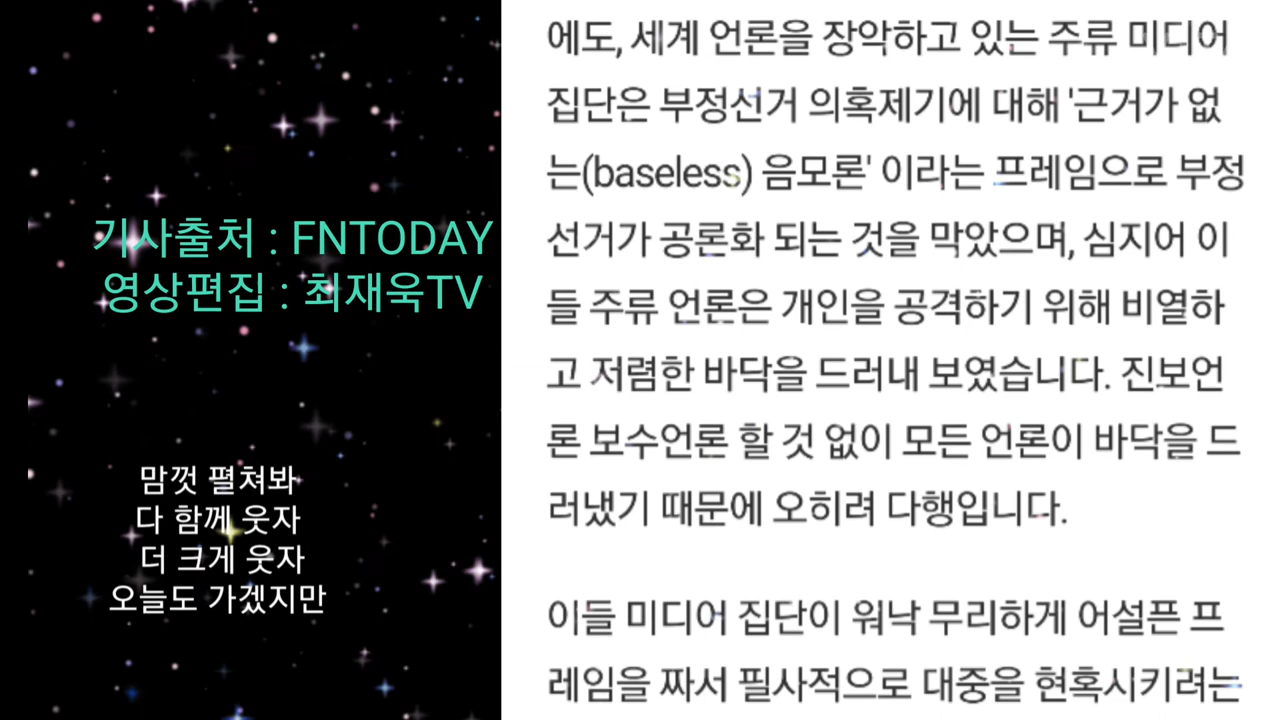 기사출처 : FNTODAY
영상편집 : 최재욱TV
맘껏 펼쳐봐
다 함께 웃자
더 크게 웃자
오늘도 가겠지만
에도, 세계 언론을 장악하고 있는 주류 미디어
집단은 부정선거 의혹제기에 대해 '근거가 없
는(baseless) 음모론' 이라는 프레임으로 부정
선거가 공론화 되는 것을 막았으며, 심지어 이
들 주류 언론은 개인을 공격하기 위해 비열하
고 저렴한 바닥을 드러내 보였습니다. 진보언
론 보수언론 할 것 없이 모든 언론이 바닥을 드
러냈기 때문에 오히려 다행입니다.
이들 미디어 집단이 워낙 무리하게 어설픈 프
레임을 짜서 필사적으로 대중을 현혹시키려는